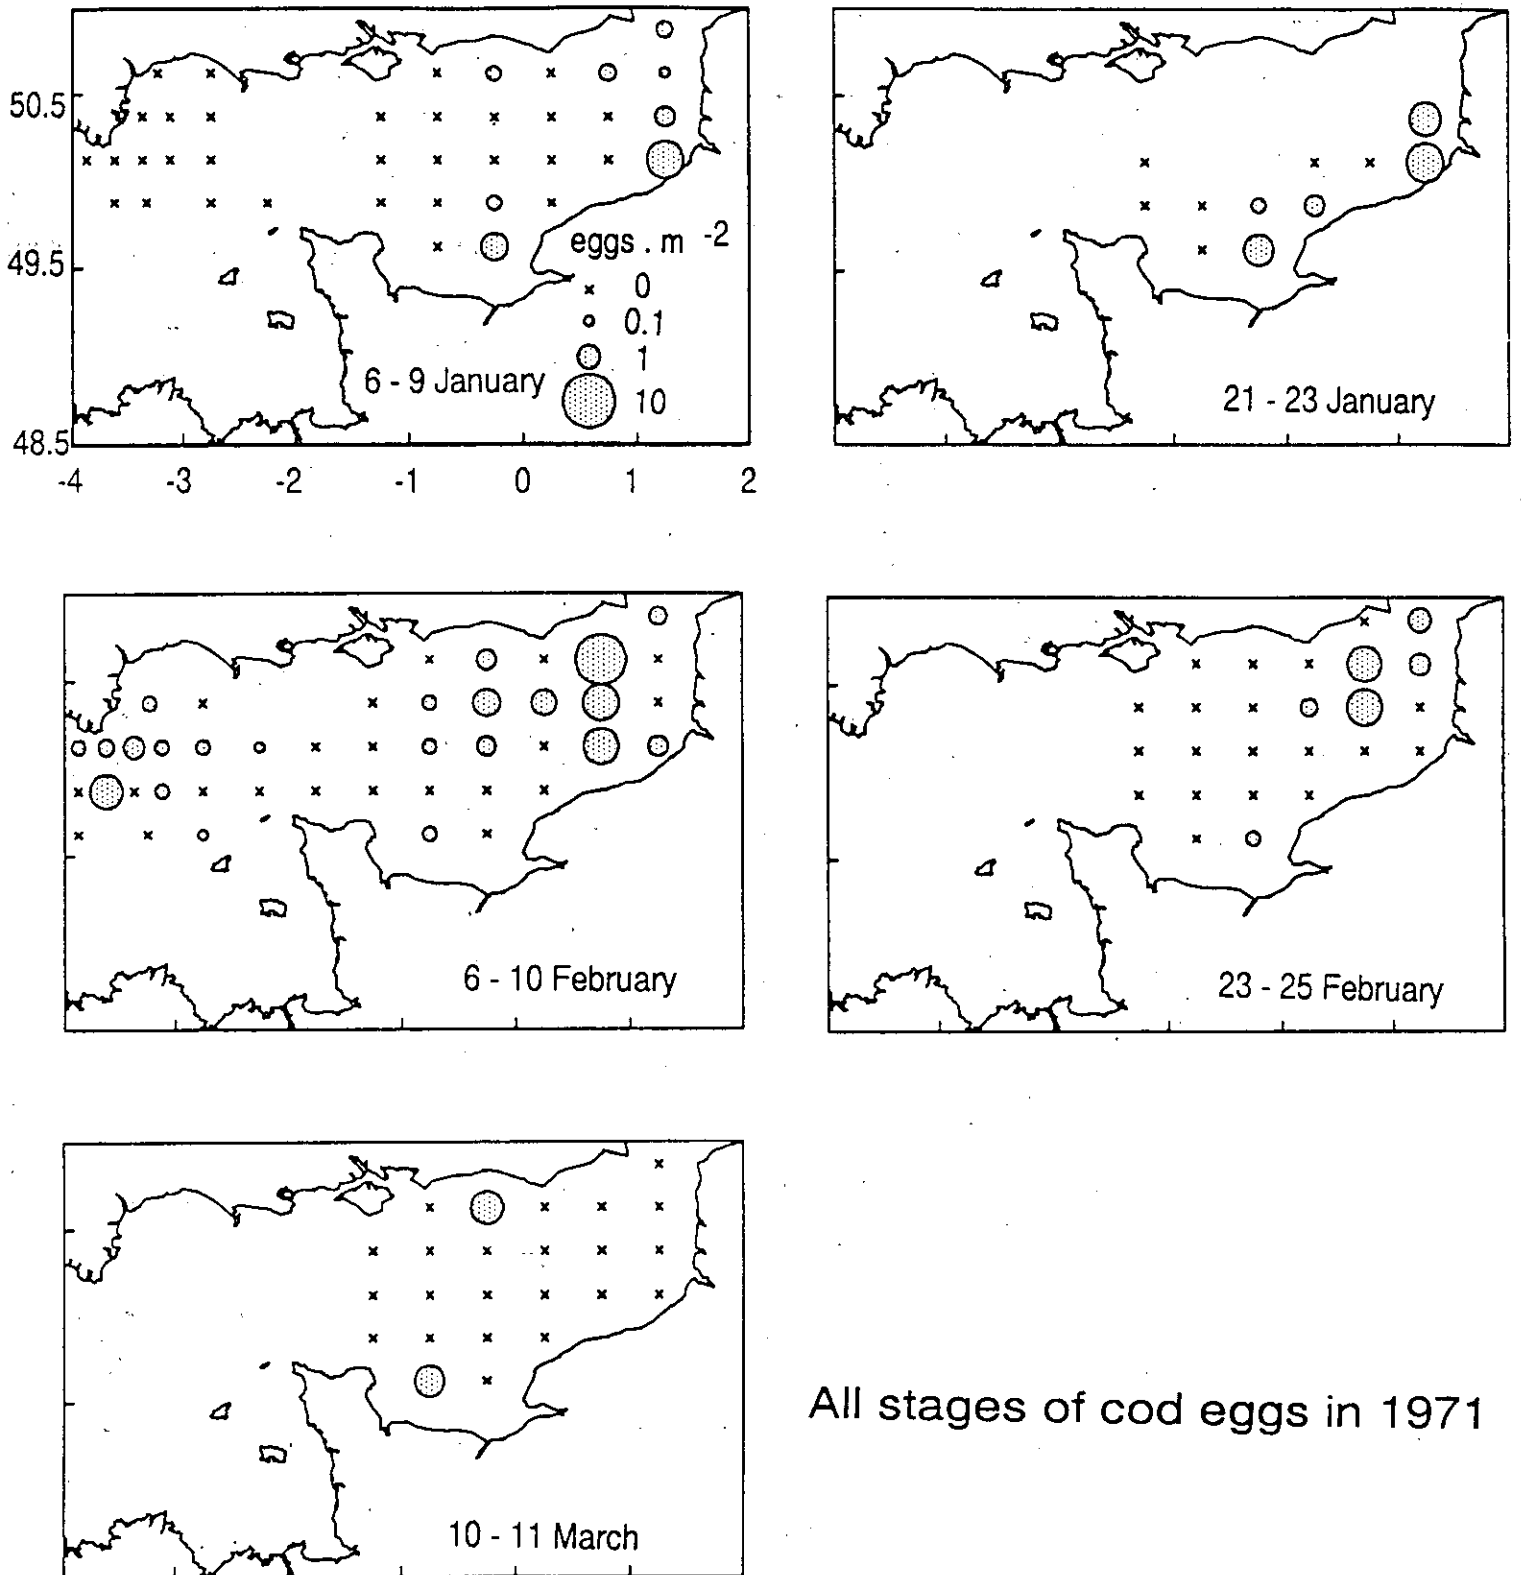 50.5
49.5
48.5
-4 -3 -2 -1 0 1 2
eggs . m -2
x 0
0.1
1
10
6 - 9 January
21 - 23 January
6 - 10 February
23 - 25 February
10 - 11 March
All stages of cod eggs in 1971